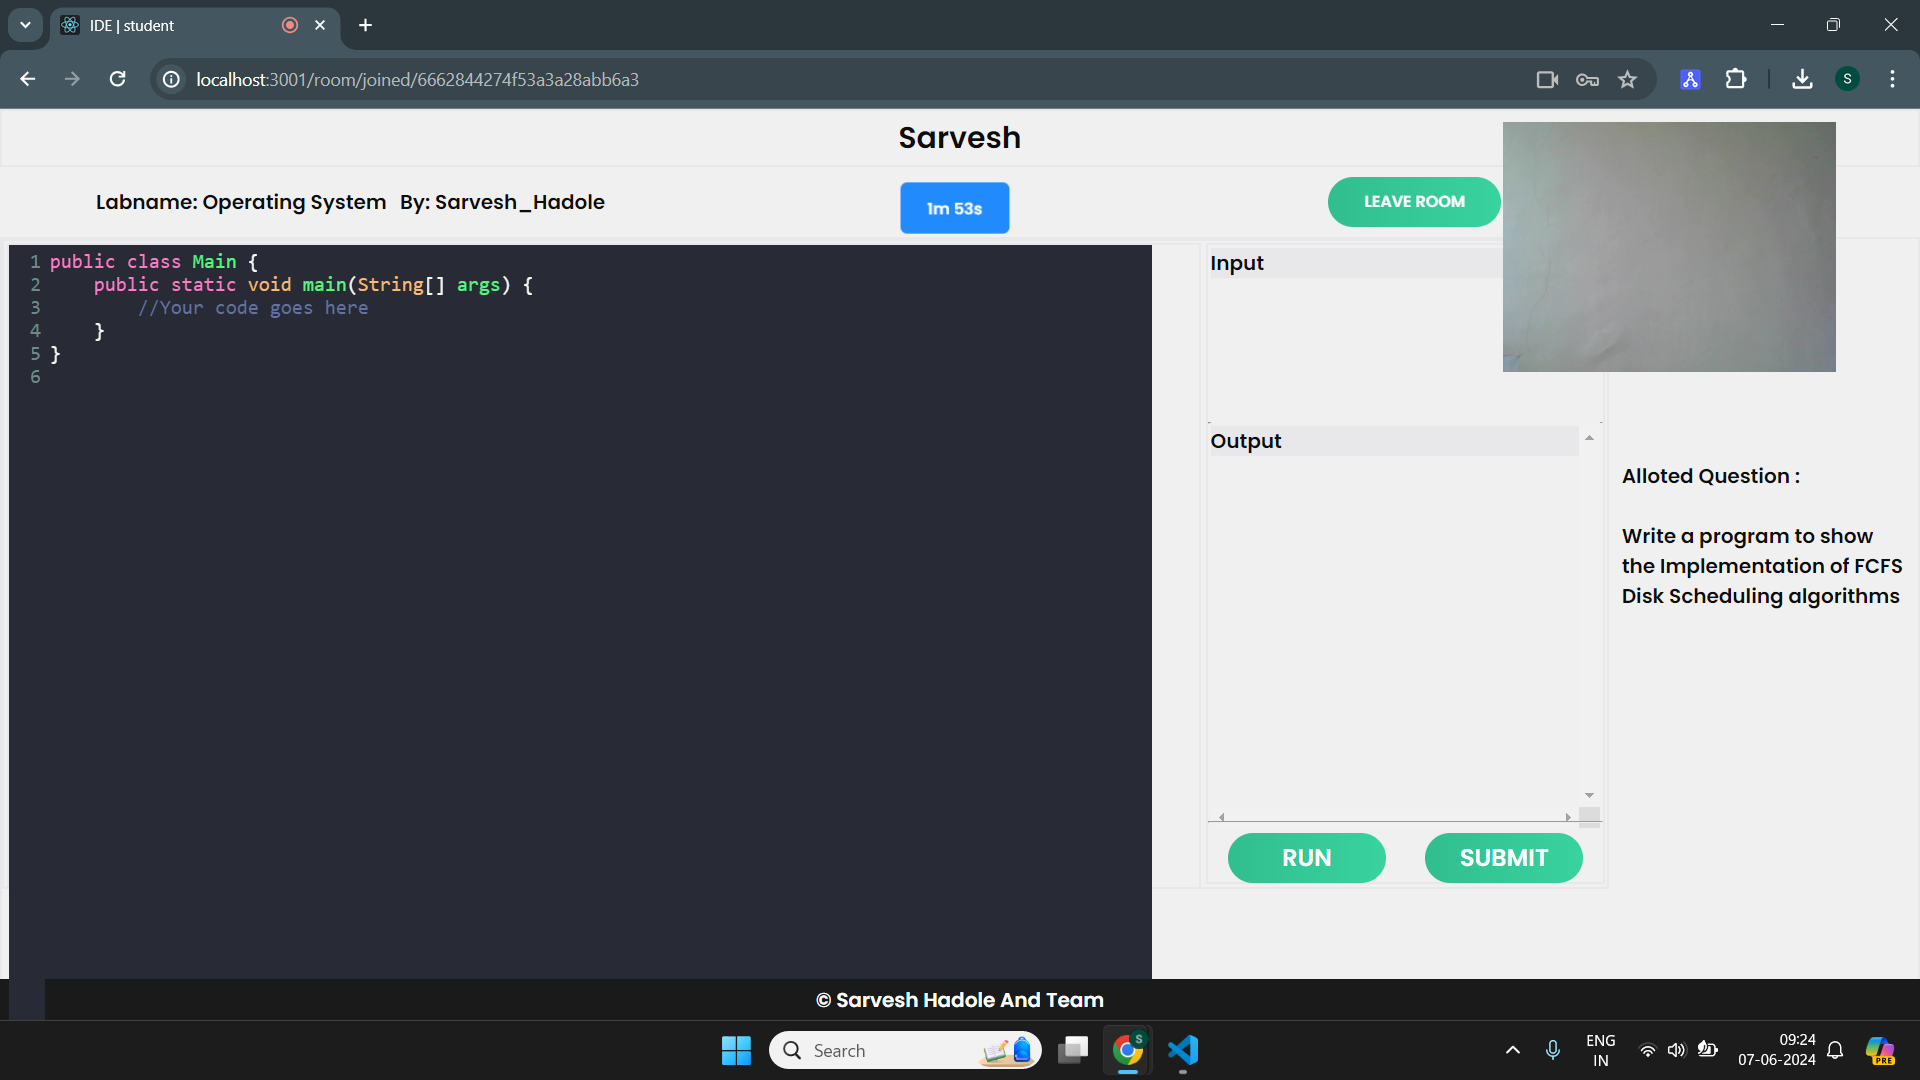 IDE | student
localhost:3001/room/joined/6662844274f53a3a28abb6a3
S
Sarvesh
Labname: Operating System By: Sarvesh_Hadole
1m 53s
LEAVE ROOM
1 public class Main {
2 public static void main(String[] args) {
3 //Your code goes here
4 }
5 }
6
Input
Output
RUN
SUBMIT
Alloted Question :
Write a program to show
the Implementation of FCFS
Disk Scheduling algorithms
© Sarvesh Hadole And Team
Search
S
ENG
IN
09:24
07-06-2024
PRE